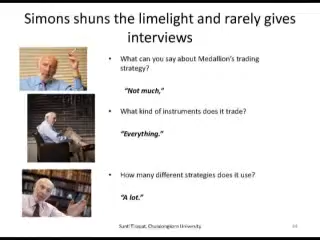 Simons shuns the limelight and rarely gives
interviews
• What can you say about Medallion's trading
strategy?
"Not much,"
• What kind of instruments does it trade?
"Everything."
• How many different strategies does it use?
"A lot."
Chulalongkorn University